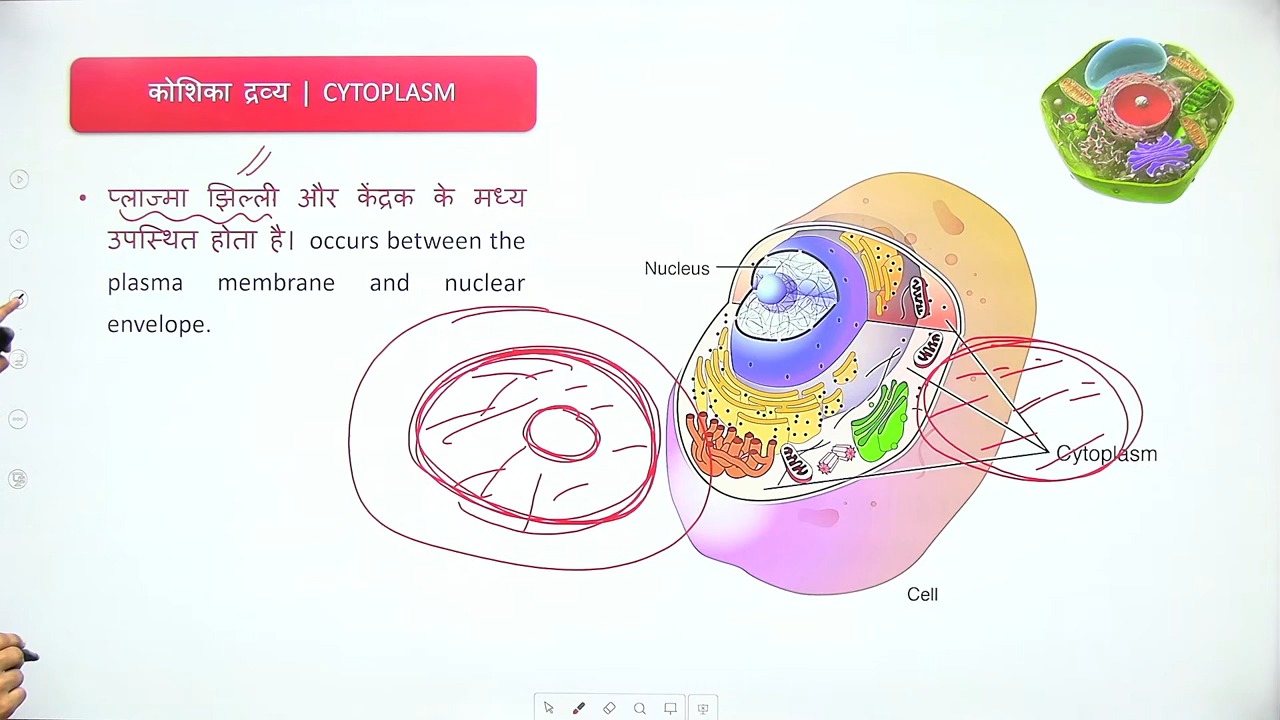 कोशिका द्रव्य | CYTOPLASM
• प्लाज्मा झिल्ली और केंद्रक के मध्य
उपस्थित होता है। occurs between the
plasma membrane and nuclear
envelope.
Nucleus
Cytoplasm
Cell